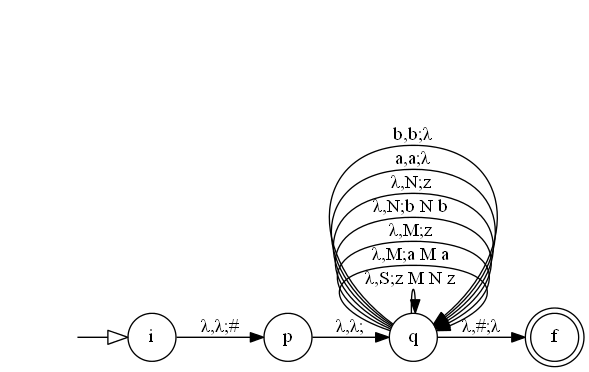 b,b;λ
a,a;λ
λ,N;z
λ,N;b N b
λ,M;z
λ,M;a M a
λ,S;z M N z
i
λ,λ;#
p
λ,λ;
q
λ,#;λ
f